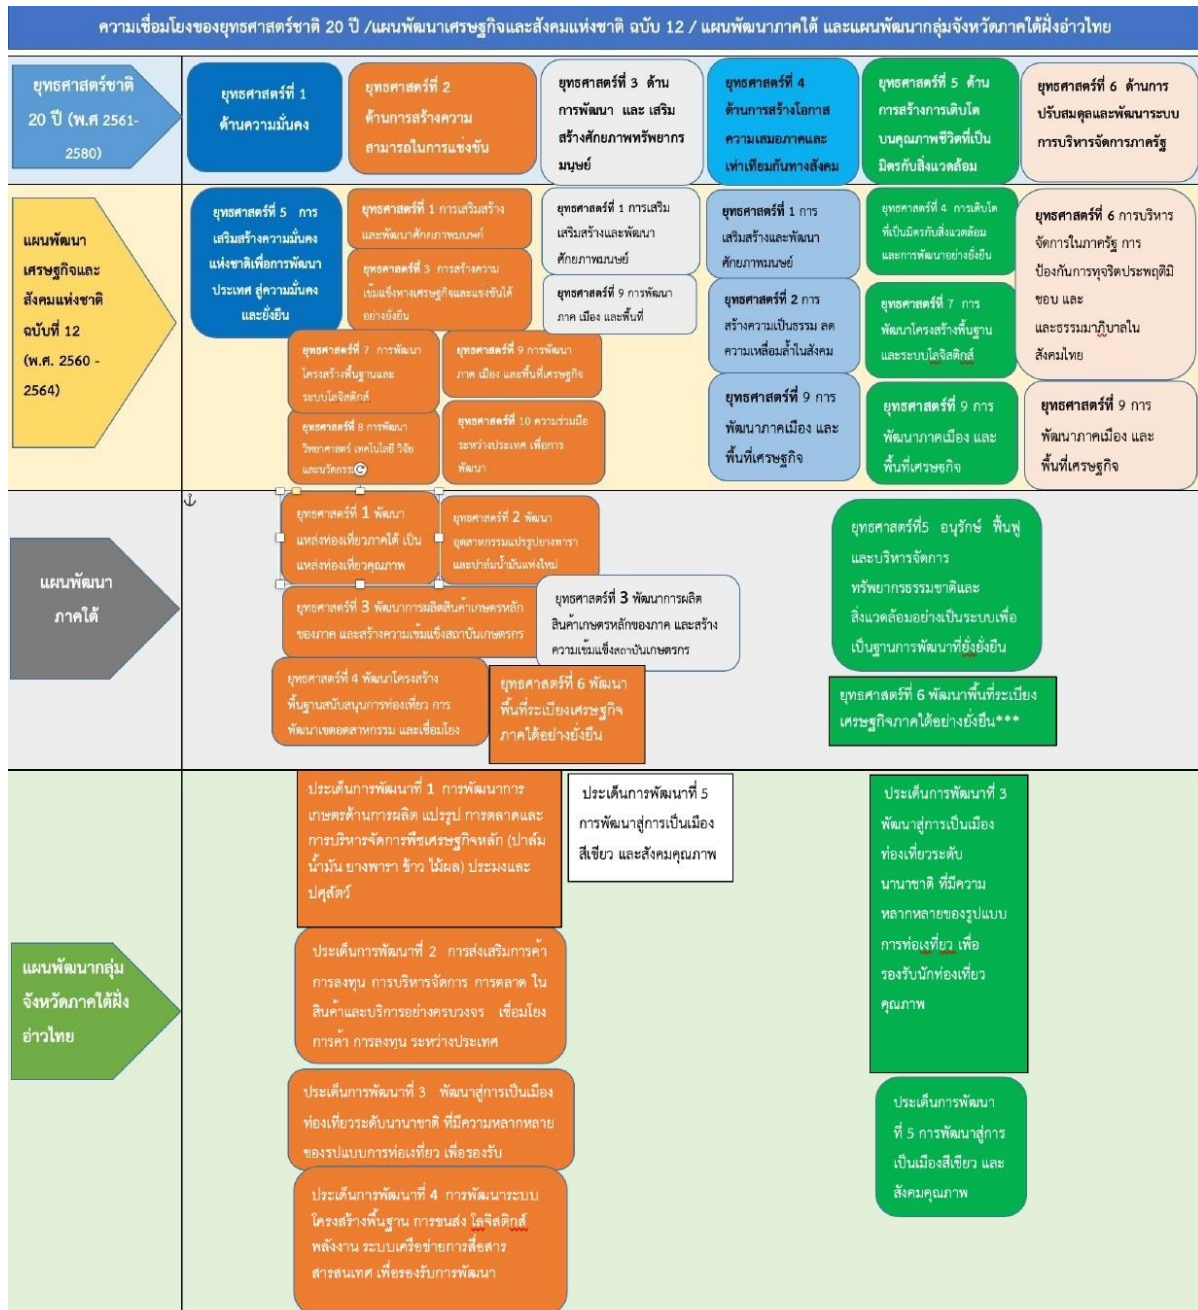 ความเชื่อมโยงของยุทธศาสตร์ชาติ 20 ปี /แผนพัฒนาเศรษฐกิจและสังคมแห่งชาติ ฉบับ 12 / แผนพัฒนาภาคใต้ และแผนพัฒนากลุ่มจังหวัดภาคใต้ฝั่งอ่าวไทย
ยุทธศาสตร์ชาติ
20 ปี (พ.ศ 2561-
2580)
ยุทธศาสตร์ที่ 1
ด้านความมั่นคง
ยุทธศาสตร์ที่ 2
ด้านการสร้างความ
สามารถในการแข่งขัน
ยุทธศาสตร์ที่ 3 ด้าน
การพัฒนา และ เสริม
สร้างศักยภาพทรัพยากร
มนุษย์
ยุทธศาสตร์ที่ 4
ด้านการสร้างโอกาส
ความเสมอภาคและ
เท่าเทียมกันทางสังคม
ยุทธศาสตร์ที่ 5 ด้าน
การสร้างการเติบโต
บนคุณภาพชีวิตที่เป็น
มิตรกับสิ่งแวดล้อม
ยุทธศาสตร์ที่ 6 ด้านการ
ปรับสมดุลและพัฒนาระบบ
การบริหารจัดการภาครัฐ
แผนพัฒนา
เศรษฐกิจและ
สังคมแห่งชาติ
ฉบับที่ 12
(พ.ศ. 2560 -
2564)
ยุทธศาสตร์ที่ 5 การ
เสริมสร้างความมั่นคง
แห่งชาติเพื่อการพัฒนา
ประเทศ สู่ความมั่นคง
และยั่งยืน
ยุทธศาสตร์ที่ 1 การเสริมสร้าง
และพัฒนาศักยภาพมนุษย์
ยุทธศาสตร์ที่ 3 การสร้างความ
เข้มแข็งทางเศรษฐกิจและแข่งขันได้
อย่างยั่งยืน
ยุทธศาสตร์ที่ 7 การพัฒนา
โครงสร้างพื้นฐานและ
ระบบโลจิสติกส์
ยุทธศาสตร์ที่ 9 การพัฒนา
ภาค เมือง และพื้นที่เศรษฐกิจ
ยุทธศาสตร์ที่ 8 การพัฒนา
วิทยาศาสตร์ เทคโนโลยี วิจัย
และนวัตกรรม
ยุทธศาสตร์ที่ 10 ความร่วมมือ
ระหว่างประเทศ เพื่อการ
พัฒนา
ยุทธศาสตร์ที่ 1 การเสริม
เสริมสร้างและพัฒนา
ศักยภาพมนุษย์
ยุทธศาสตร์ที่ 9 การพัฒนา
ภาค เมือง และพื้นที่
ยุทธศาสตร์ที่ 1 การ
เสริมสร้างและพัฒนา
ศักยภาพมนุษย์
ยุทธศาสตร์ที่ 2 การ
สร้างความเป็นธรรม ลด
ความเหลื่อมล้ำในสังคม
ยุทธศาสตร์ที่ 9 การ
พัฒนาภาคเมือง และ
พื้นที่เศรษฐกิจ
ยุทธศาสตร์ที่ 4 การเติบโต
ที่เป็นมิตรกับสิ่งแวดล้อม
และการพัฒนาอย่างยั่งยืน
ยุทธศาสตร์ที่ 7 การ
พัฒนาโครงสร้างพื้นฐาน
และระบบโลจิสติกส์
ยุทธศาสตร์ที่ 9 การ
พัฒนาภาคเมือง และ
พื้นที่เศรษฐกิจ
ยุทธศาสตร์ที่ 6 การบริหาร
จัดการในภาครัฐ การ
ป้องกันการทุจริตประพฤติมิ
ชอบ และ
และธรรมมาภิบาลใน
สังคมไทย
ยุทธศาสตร์ที่ 9 การ
พัฒนาภาคเมือง และ
พื้นที่เศรษฐกิจ
แผนพัฒนา
ภาคใต้
ยุทธศาสตร์ที่ 1 พัฒนา
แหล่งท่องเที่ยวภาคใต้ เป็น
แหล่งท่องเที่ยวคุณภาพ
ยุทธศาสตร์ที่ 2 พัฒนา
อุตสาหกรรมแปรรูปยางพารา
และปาล์มน้ำมันแห่งใหม่
ยุทธศาสตร์ที่ 3 พัฒนาการผลิตสินค้าเกษตรหลัก
ของภาค และสร้างความเข้มแข็งสถาบันเกษตรกร
ยุทธศาสตร์ที่ 3 พัฒนาการผลิต
สินค้าเกษตรหลักของภาค และสร้าง
ความเข้มแข็งสถาบันเกษตรกร
ยุทธศาสตร์ที่ 4 พัฒนาโครงสร้าง
พื้นฐานสนับสนุนการท่องเที่ยว การ
พัฒนาเขตอุตสาหกรรม และเชื่อมโยง
ยุทธศาสตร์ที่ 6 พัฒนา
พื้นที่ระเบียงเศรษฐกิจ
ภาคใต้อย่างยั่งยืน
ยุทธศาสตร์ที่5 อนุรักษ์ ฟื้นฟู
และบริหารจัดการ
ทรัพยากรธรรมชาติและ
สิ่งแวดล้อมอย่างเป็นระบบเพื่อ
เป็นฐานการพัฒนาที่ยั่งยั่งยืน
ยุทธศาสตร์ที่ 6 พัฒนาพื้นที่ระเบียง
เศรษฐกิจภาคใต้อย่างยั่งยืน***
แผนพัฒนากลุ่ม
จังหวัดภาคใต้ฝั่ง
อ่าวไทย
ประเด็นการพัฒนาที่ 1 การพัฒนาการ
เกษตรด้านการผลิต แปรรูป การตลาดและ
การบริหารจัดการพืชเศรษฐกิจหลัก (ปาล์ม
น้ำมัน ยางพารา ข้าว ไม้ผล) ประมงและ
ปศุสัตว์
ประเด็นการพัฒนาที่ 2 การส่งเสริมการค้า
การลงทุน การบริหารจัดการ การตลาด ใน
สินค้าและบริการอย่างครบวงจร เชื่อมโยง
การค้า การลงทุน ระหว่างประเทศ
ประเด็นการพัฒนาที่ 3 พัฒนาสู่การเป็นเมือง
ท่องเที่ยวระดับนานาชาติ ที่มีความหลากหลาย
ของรูปแบบการท่องเที่ยว เพื่อรองรับ
ประเด็นการพัฒนาที่ 4 การพัฒนาระบบ
โครงสร้างพื้นฐาน การขนส่ง โลจิสติกส์
พลังงาน ระบบเครือข่ายการสื่อสาร
สารสนเทศ เพื่อรองรับการพัฒนา
ประเด็นการพัฒนาที่ 5
การพัฒนาสู่การเป็นเมือง
สีเขียว และสังคมคุณภาพ
ประเด็นการพัฒนาที่ 3
พัฒนาสู่การเป็นเมือง
ท่องเที่ยวระดับ
นานาชาติ ที่มีความ
หลากหลายของรูปแบบ
การท่อเงที่ยว เพื่อ
รองรับนักท่องเที่ยว
คุณภาพ
ประเด็นการพัฒนา
ที่ 5 การพัฒนาสู่การ
เป็นเมืองสีเขียว และ
สังคมคุณภาพ